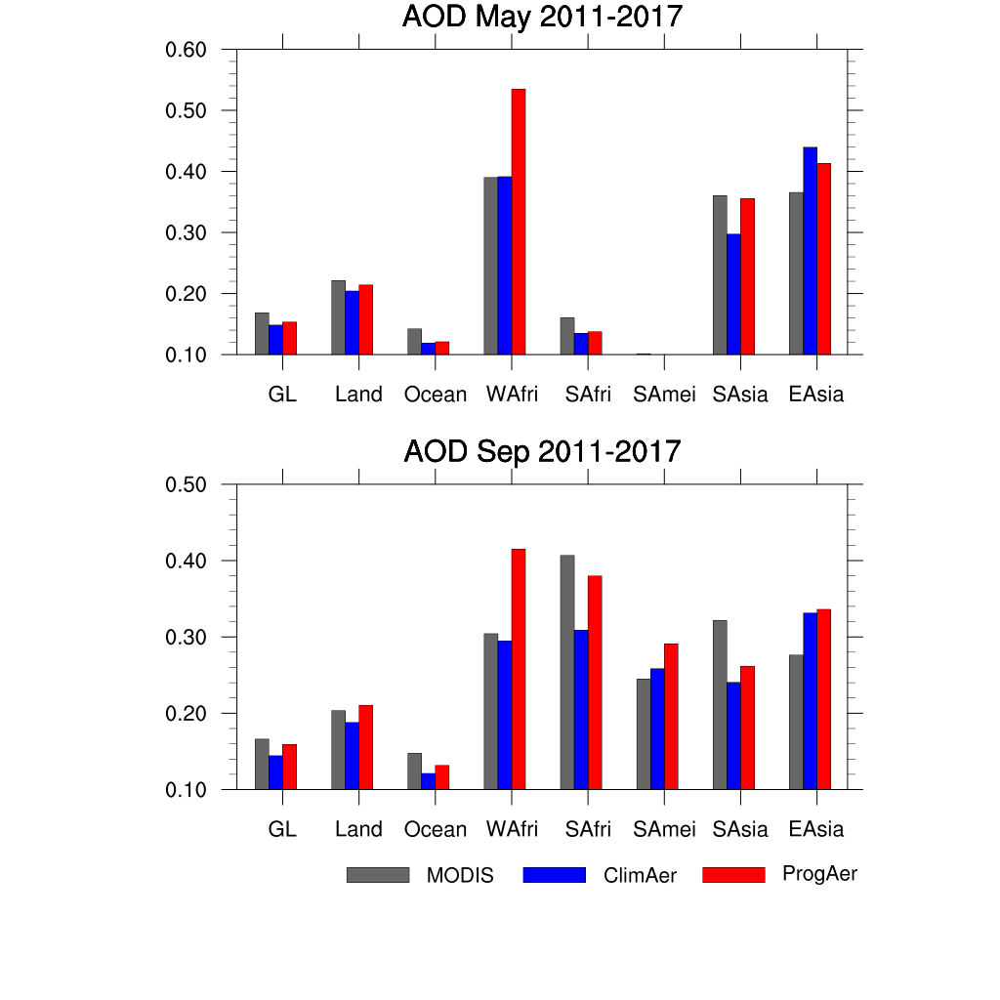 AOD May 2011-2017
0.60
0.50
0.40
0.30
0.20
0.10
GL Land Ocean WAfri SAfri SAmei SAsia EAsia
AOD Sep 2011-2017
0.50
0.40
0.30
0.20
0.10
GL Land Ocean WAfri SAfri SAmei SAsia EAsia
MODIS ClimAer ProgAer